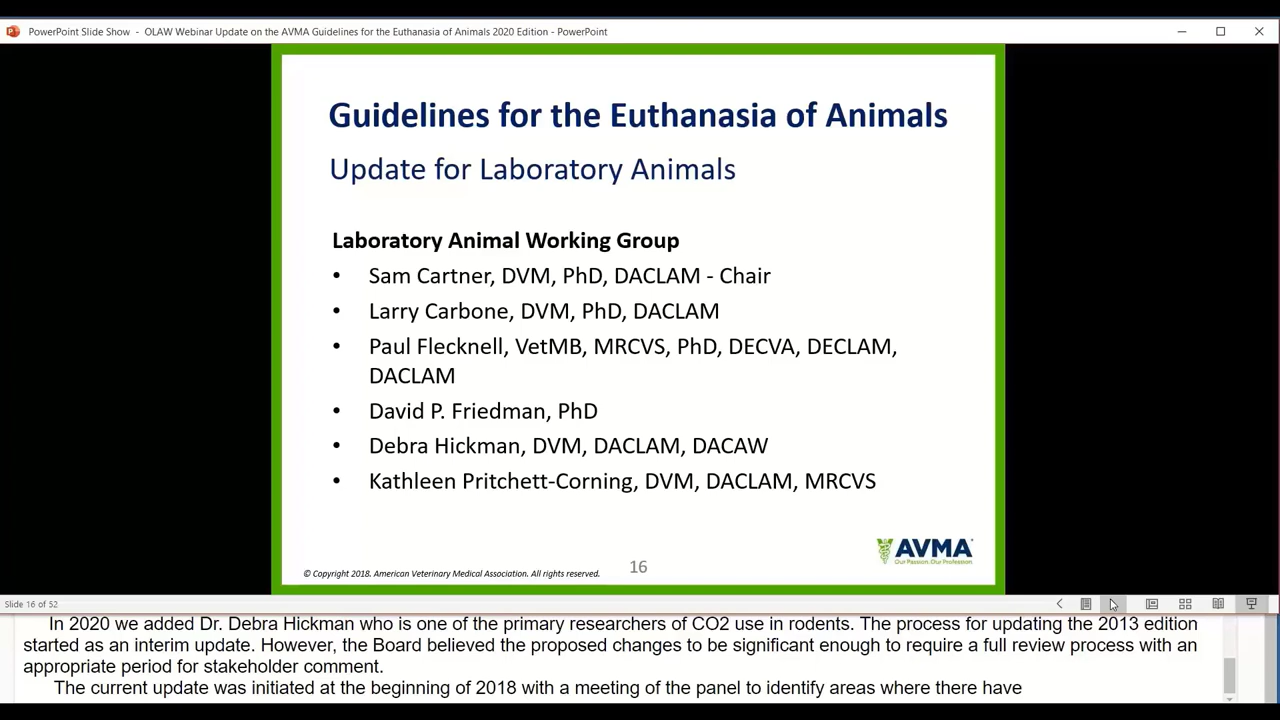 PowerPoint Slide Show - OLAW Webinar Update on the AVMA Guidelines for the Euthanasia of Animals 2020 Edition - PowerPoint
Guidelines for the Euthanasia of Animals
Update for Laboratory Animals
Laboratory Animal Working Group
• Sam Cartner, DVM, PhD, DACLAM - Chair
• Larry Carbone, DVM, PhD, DACLAM
• Paul Flecknell, VetMB, MRCVS, PhD, DECVA, DECLAM,
DACLAM
• David P. Friedman, PhD
• Debra Hickman, DVM, DACLAM, DACAW
• Kathleen Pritchett-Corning, DVM, DACLAM, MRCVS
AVMA
Our Passion. Our Profession.
© Copyright 2018. American Veterinary Medical Association. All rights reserved.
16
Slide 16 of 52
In 2020 we added Dr. Debra Hickman who is one of the primary researchers of CO2 use in rodents. The process for updating the 2013 edition
started as an interim update. However, the Board believed the proposed changes to be significant enough to require a full review process with an
appropriate period for stakeholder comment.
The current update was initiated at the beginning of 2018 with a meeting of the panel to identify areas where there have